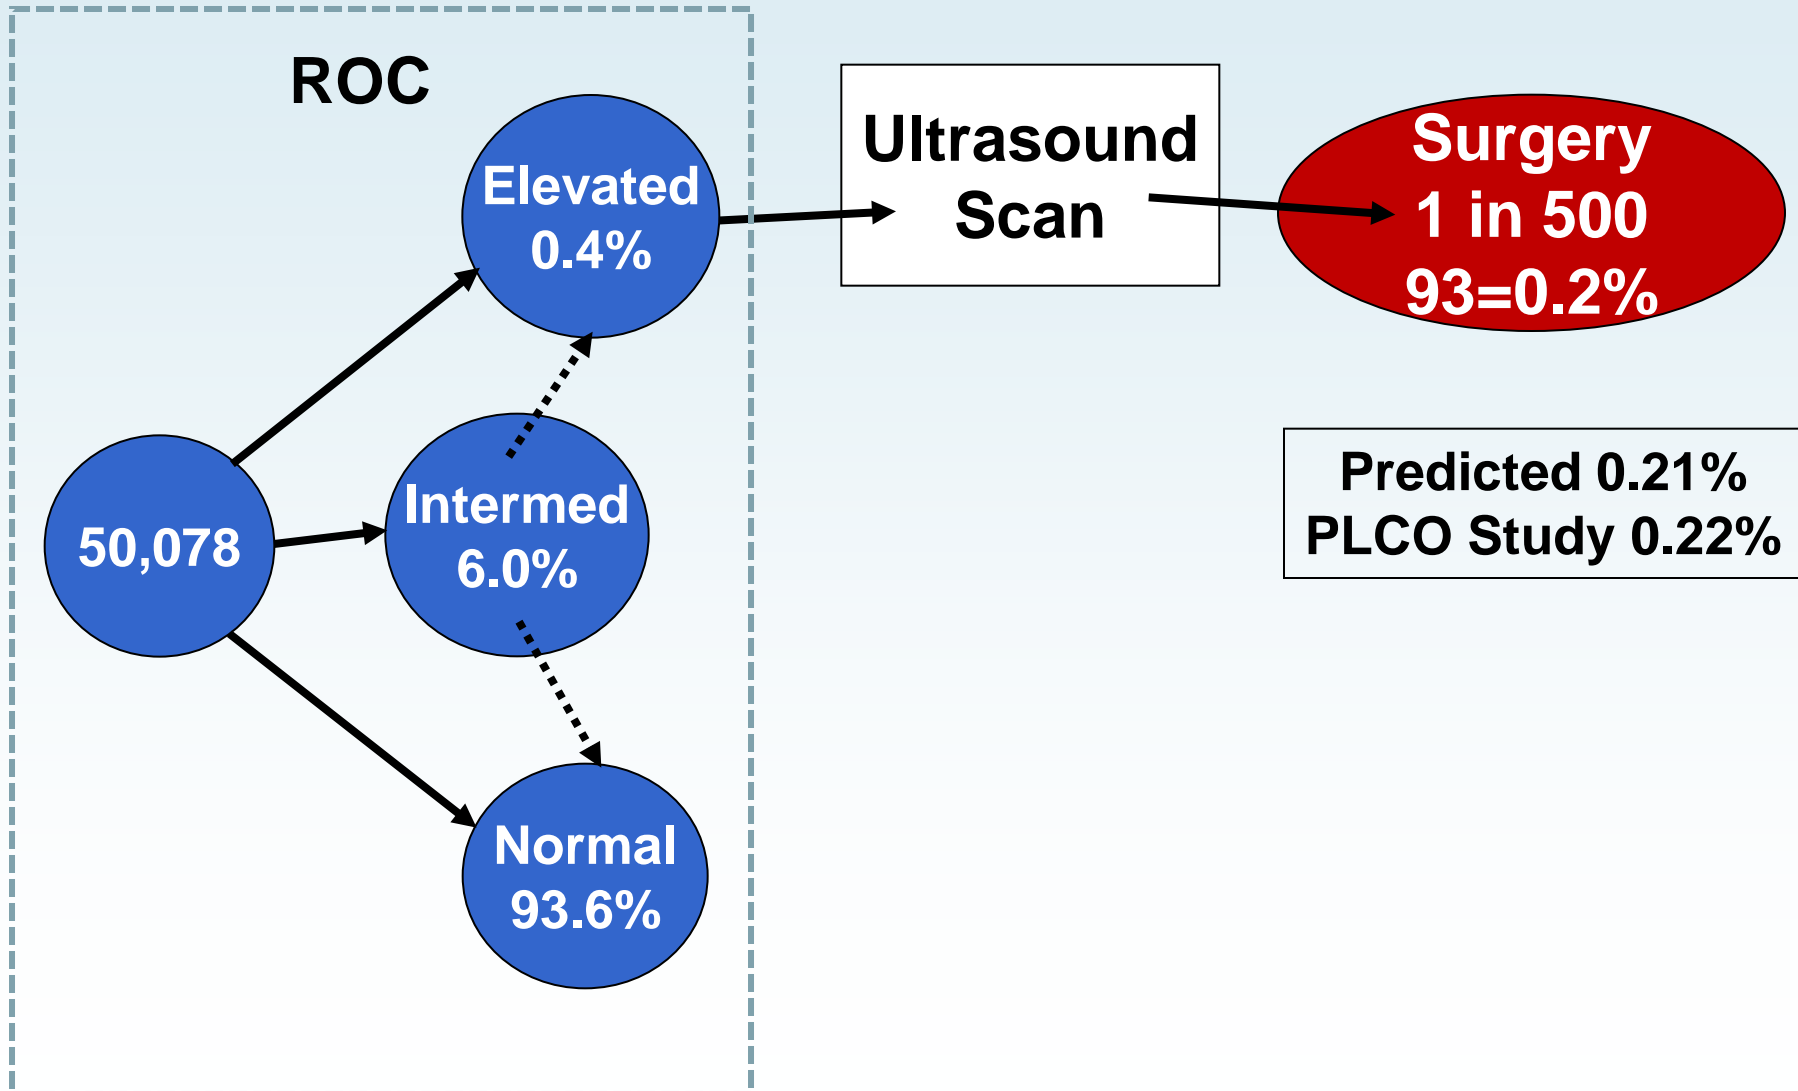 ROC
Elevated
0.4%
Ultrasound
Scan
Surgery
1 in 500
93=0.2%
50,078
Intermed
6.0%
Predicted 0.21%
PLCO Study 0.22%
Normal
93.6%